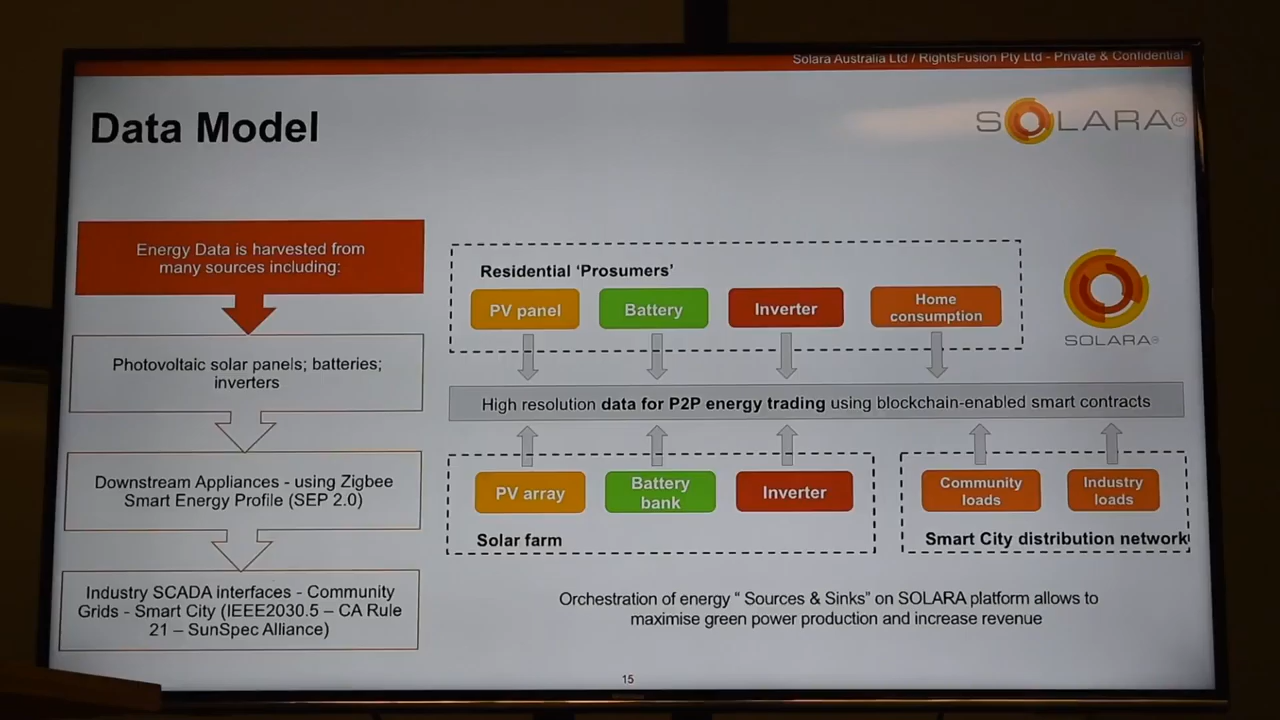 Solara Australia Ltd / RightsFusion Pty Ltd - Private & Confidential
Data Model
SOLARA
Energy Data is harvested from
many sources including:
Photovoltaic solar panels; batteries;
inverters
Downstream Appliances - using Zigbee
Smart Energy Profile (SEP 2.0)
Industry SCADA interfaces - Community
Grids - Smart City (IEEE2030.5 – CA Rule
21 – SunSpec Alliance)
Residential ‘Prosumers’
PV panel
Battery
Inverter
Home
consumption
SOLARA
High resolution data for P2P energy trading using blockchain-enabled smart contracts
PV array
Battery
bank
Inverter
Solar farm
Community
loads
Industry
loads
Smart City distribution network
Orchestration of energy “ Sources & Sinks” on SOLARA platform allows to
maximise green power production and increase revenue
15